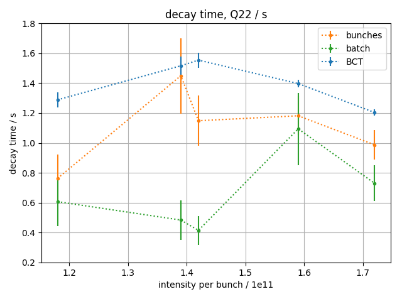 decay time, Q22 / s
bunches
batch
BCT
decay time / s
1.8
1.6
1.4
1.2
1.0
0.8
0.6
0.4
0.2
1.2
1.3
1.4
1.5
1.6
1.7
intensity per bunch / 1e11